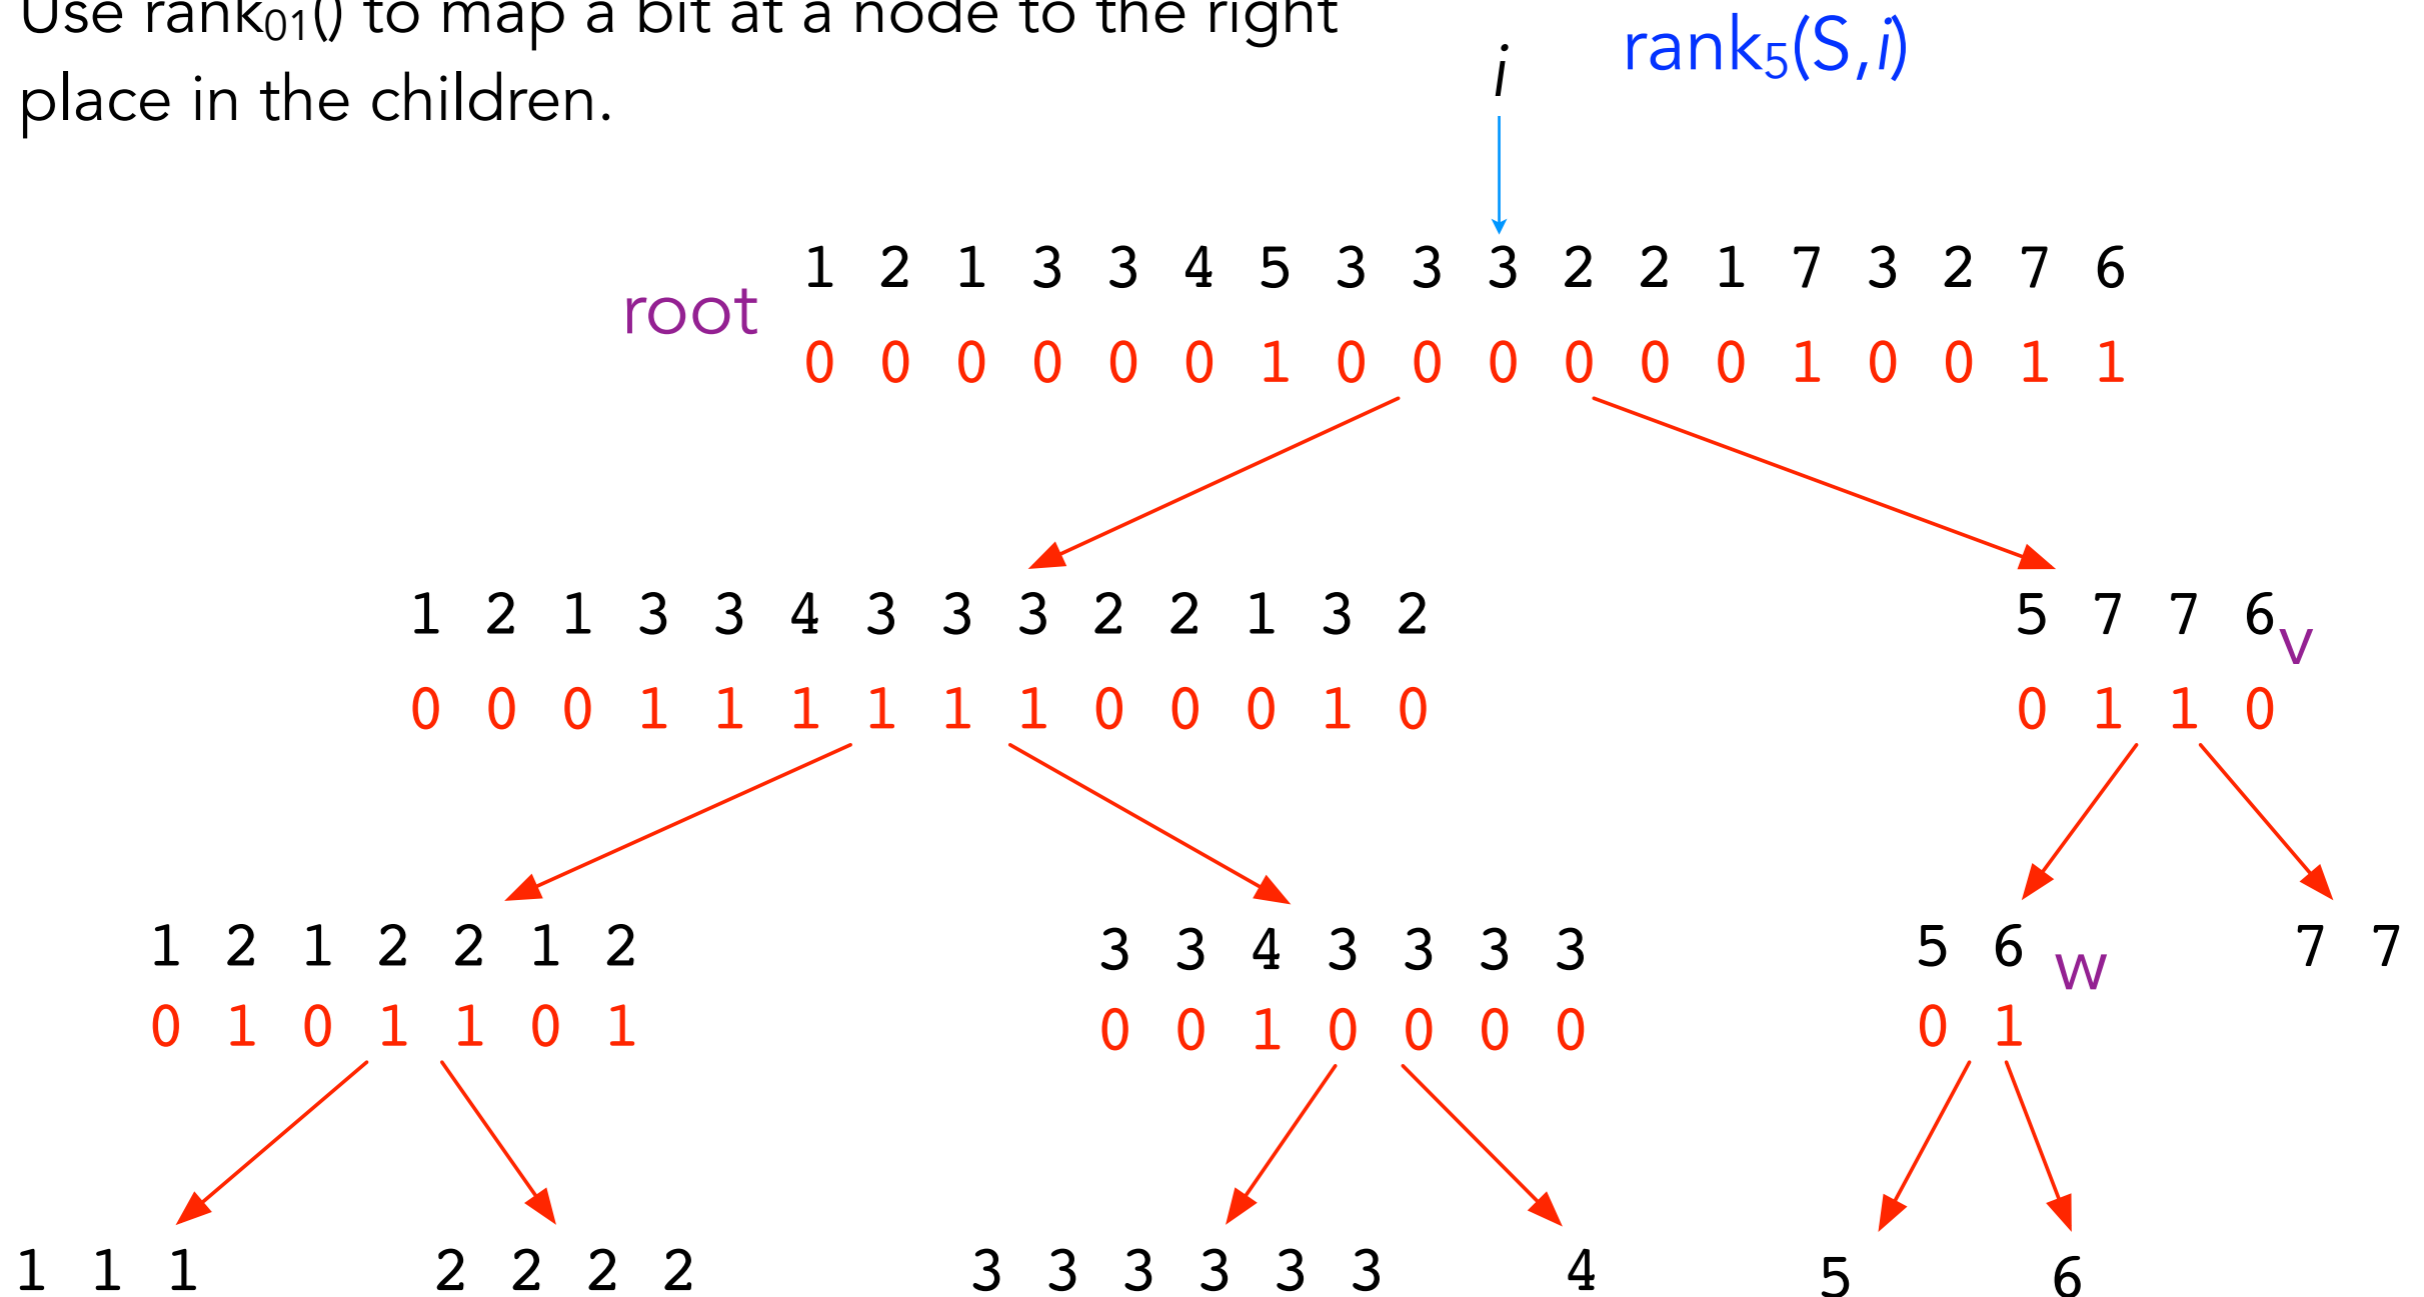 Use rank₀₁() to map a bit at a node to the right
place in the children.
i
rank₅(S,i)
1 2 1 3 3 4 5 3 3 3 2 2 1 7 3 2 7 6
root
0 0 0 0 0 0 1 0 0 0 0 0 0 1 0 0 1 1
1 2 1 3 3 4 3 3 3 2 2 1 3 2
0 0 0 1 1 1 1 1 1 0 0 0 1 0
5 7 7 6
v
0 1 1 0
1 2 1 2 2 1 2
0 1 0 1 1 0 1
3 3 4 3 3 3 3
0 0 1 0 0 0 0
5 6
w
0 1
7 7
1 1 1
2 2 2 2
3 3 3 3 3 3
4
5
6